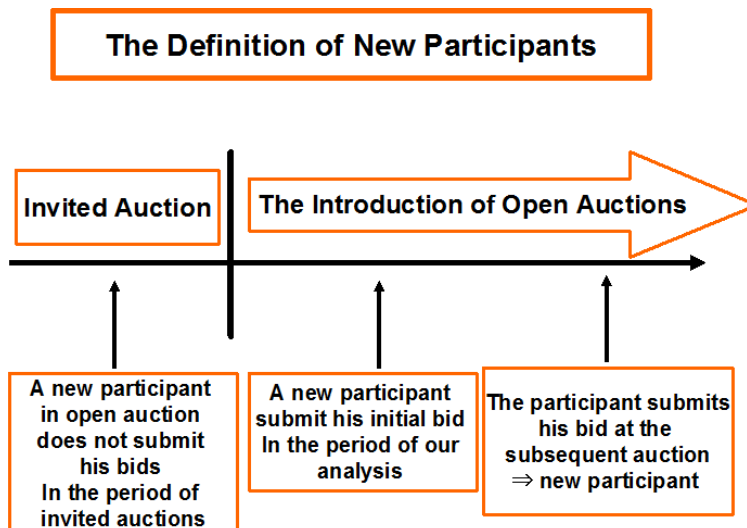 The Definition of New Participants
Invited Auction
The Introduction of Open Auctions
A new participant
in open auction
does not submit
his bids
In the period of
invited auctions
A new participant
submit his initial bid
In the period of our
analysis
The participant submits
his bid at the
subsequent auction
⇒ new participant